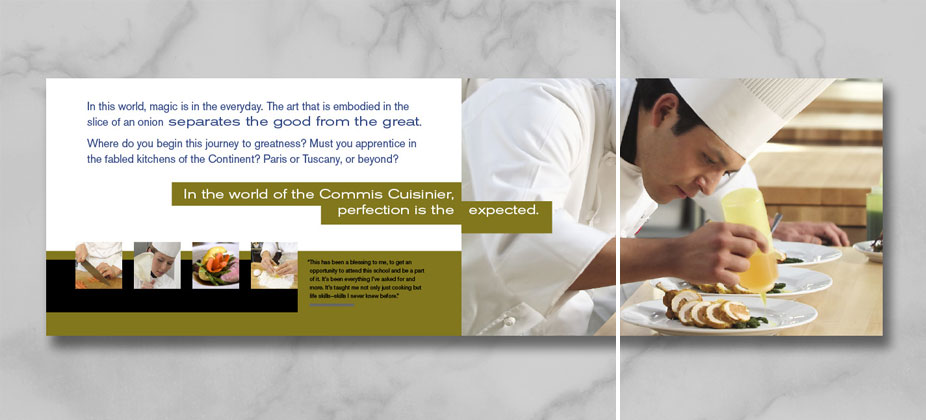 In this world, magic is in the everyday. The art that is embodied in the
slice of an onion separates the good from the great.
Where do you begin this journey to greatness? Must you apprentice in
the fabled kitchens of the Continent? Paris or Tuscany, or beyond?
In the world of the Commis Cuisinier,
perfection is the expected.
"This has been a blessing to me, to get an
opportunity to attend this school and be a part
of it. It's been everything I've asked for and
more. It's taught me not only just cooking but
life skills–skills I never knew before."